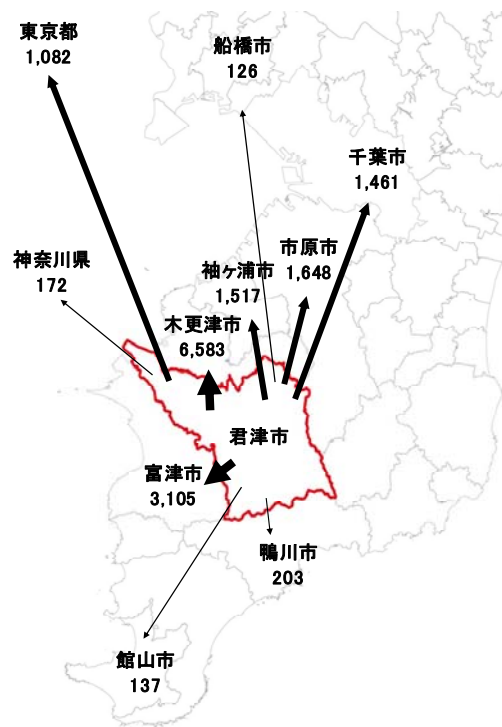 東京都
1,082
船橋市
126
千葉市
1,461
市原市
1,648
神奈川県
172
袖ヶ浦市
1,517
木更津市
6,583
君津市
富津市
3,105
鴨川市
203
館山市
137